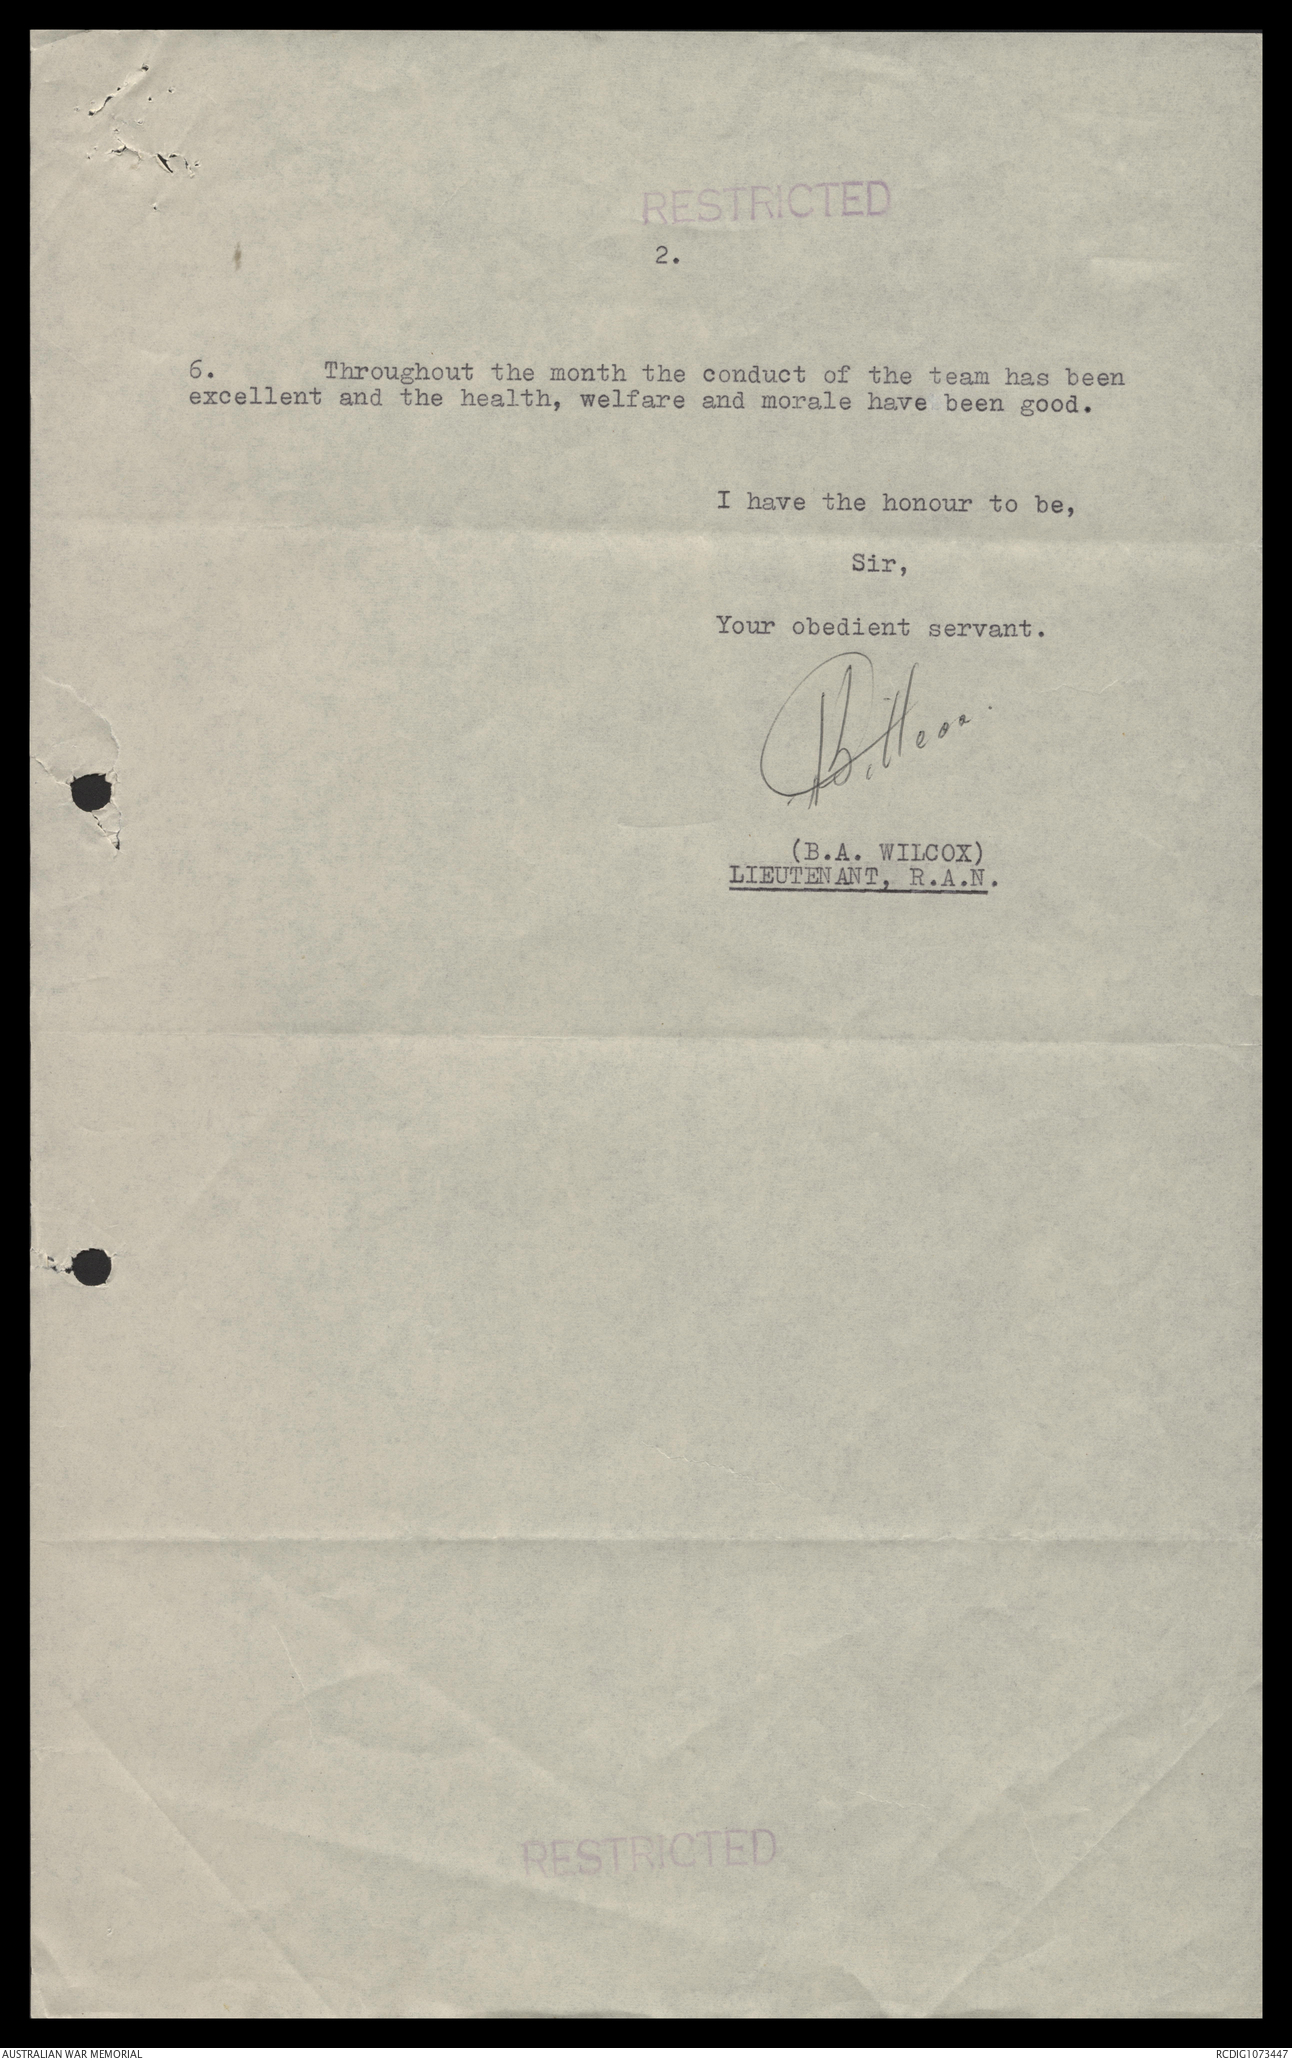 RESTRICTED
2.
6. Throughout the month the conduct of the team has been
excellent and the health, welfare and morale have been good.
I have the honour to be,
Sir,
Your obedient servant.
(B.A. WILCOX)
LIEUTENANT, R.A.N.
RESTRICTED
AUSTRALIAN WAR MEMORIAL
RCDIG1073447